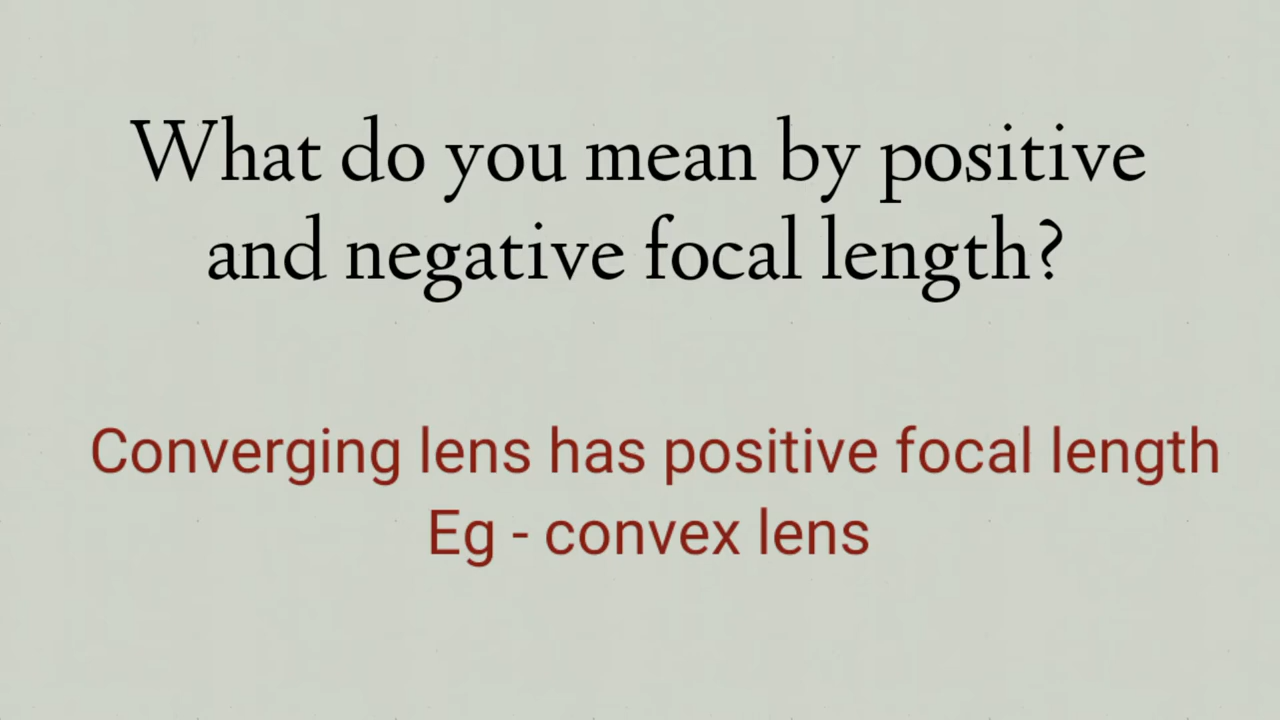 What do you mean by positive
and negative focal length?
Converging lens has positive focal length
Eg - convex lens